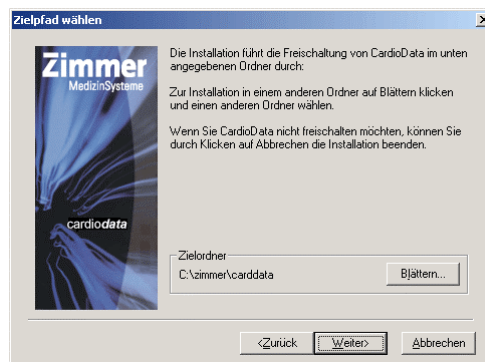 Zielpfad wählen
Zimmer
MedizinSysteme
cardiodata
Die Installation führt die Freischaltung von CardioData im unten
angegebenen Ordner durch:
Zur Installation in einem anderen Ordner auf Blättern klicken
und einen anderen Ordner wählen.
Wenn Sie CardioData nicht freischalten möchten, können Sie
durch Klicken auf Abbrechen die Installation beenden.
Zielordner
C:\zimmer\carddata
Blättern...
<Zurück
Weiter>
Abbrechen